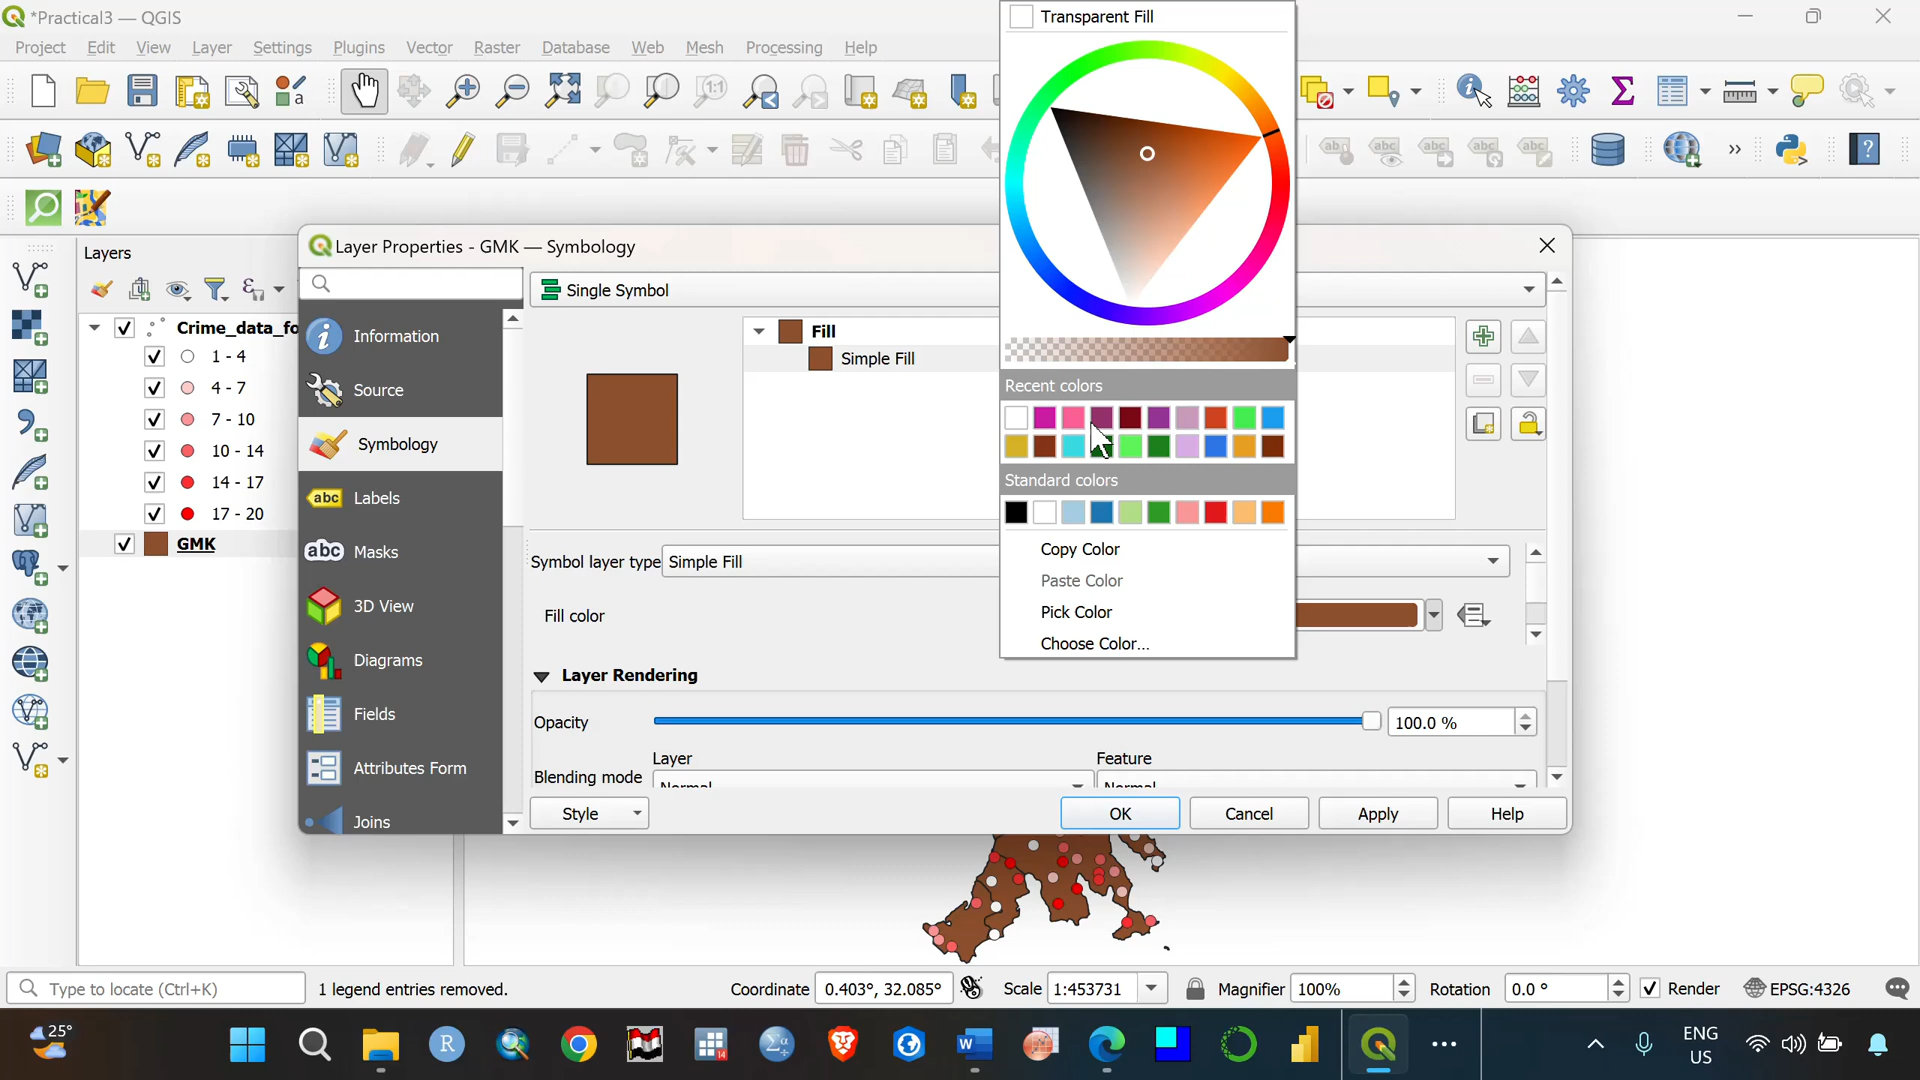 *Practical3 — QGIS
Project Edit View Layer Settings Plugins Vector Raster Database Web Mesh Processing Help
Transparent Fill
Layers
Crime_data_fo
1 - 4
4 - 7
7 - 10
10 - 14
14 - 17
17 - 20
GMK
Layer Properties - GMK — Symbology
Information
Source
Symbology
abc Labels
abc Masks
3D View
Diagrams
Fields
Attributes Form
Joins
Single Symbol
Fill
Simple Fill
Recent colors
Standard colors
Copy Color
Paste Color
Pick Color
Choose Color...
Symbol layer type Simple Fill
Fill color
Layer Rendering
Opacity 100.0 %
Layer Feature
Blending mode Normal Normal
Style OK Cancel Apply Help
Type to locate (Ctrl+K) 1 legend entries removed. Coordinate 0.403°, 32.085° Scale 1:453731 Magnifier 100% Rotation 0.0 ° Render EPSG:4326
25°
R
14
ENG
US